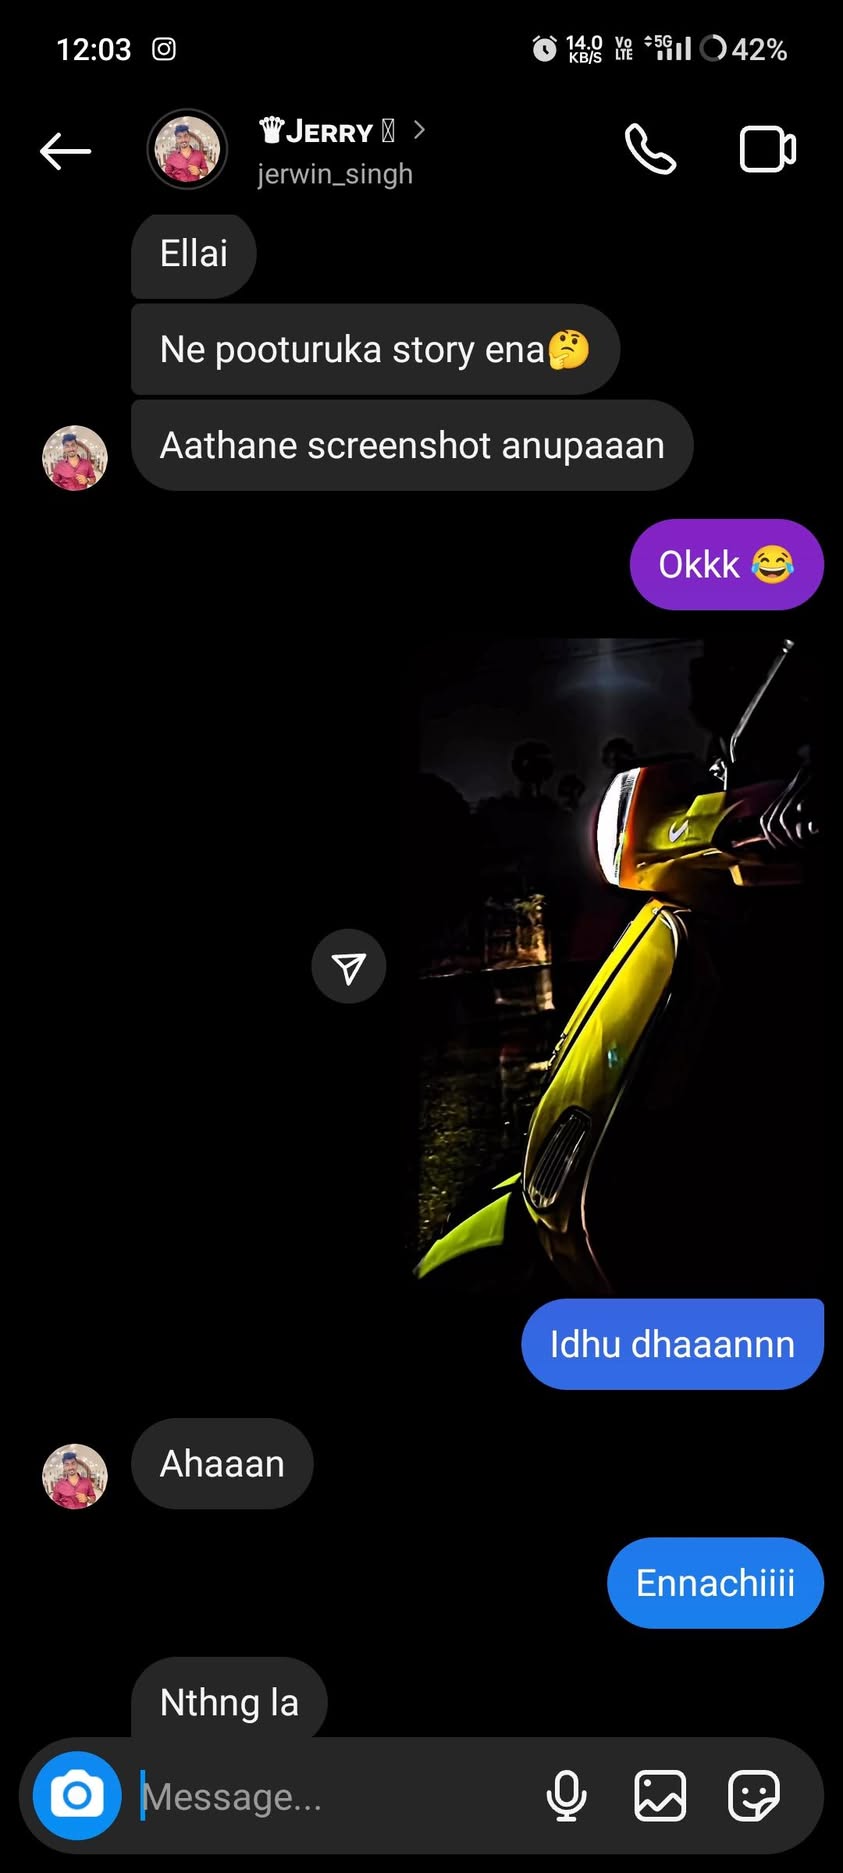 12:03
14.0
KB/S
Vo
LTE
5G
42%
♛JERRY
jerwin_singh
Ellai
Ne pooturuka story ena🤔
Aathane screenshot anupaaan
Okkk 😂
Idhu dhaaannn
Ahaaan
Ennachiiii
Nthng la
Message...